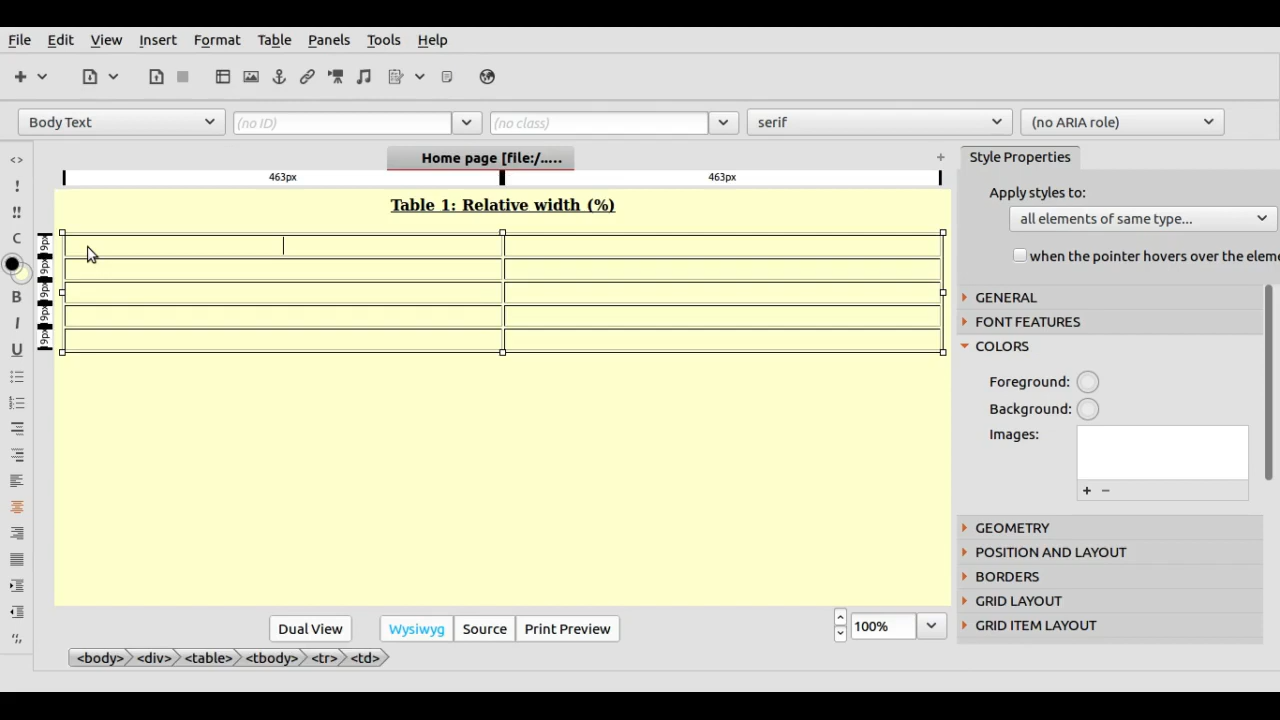 File Edit View Insert Format Table Panels Tools Help
Body Text (no ID) (no class) serif (no ARIA role)
Home page [file:/..... +
Style Properties
463px 463px
Apply styles to:
Table 1: Relative width (%)
all elements of same type...
when the pointer hovers over the eleme
GENERAL
FONT FEATURES
COLORS
Foreground:
Background:
Images:
+ −
GEOMETRY
POSITION AND LAYOUT
BORDERS
GRID LAYOUT
GRID ITEM LAYOUT
<> 
!
!!
C
B
I
U
Dual View Wysiwyg Source Print Preview 100%
<body> <div> <table> <tbody> <tr> <td>